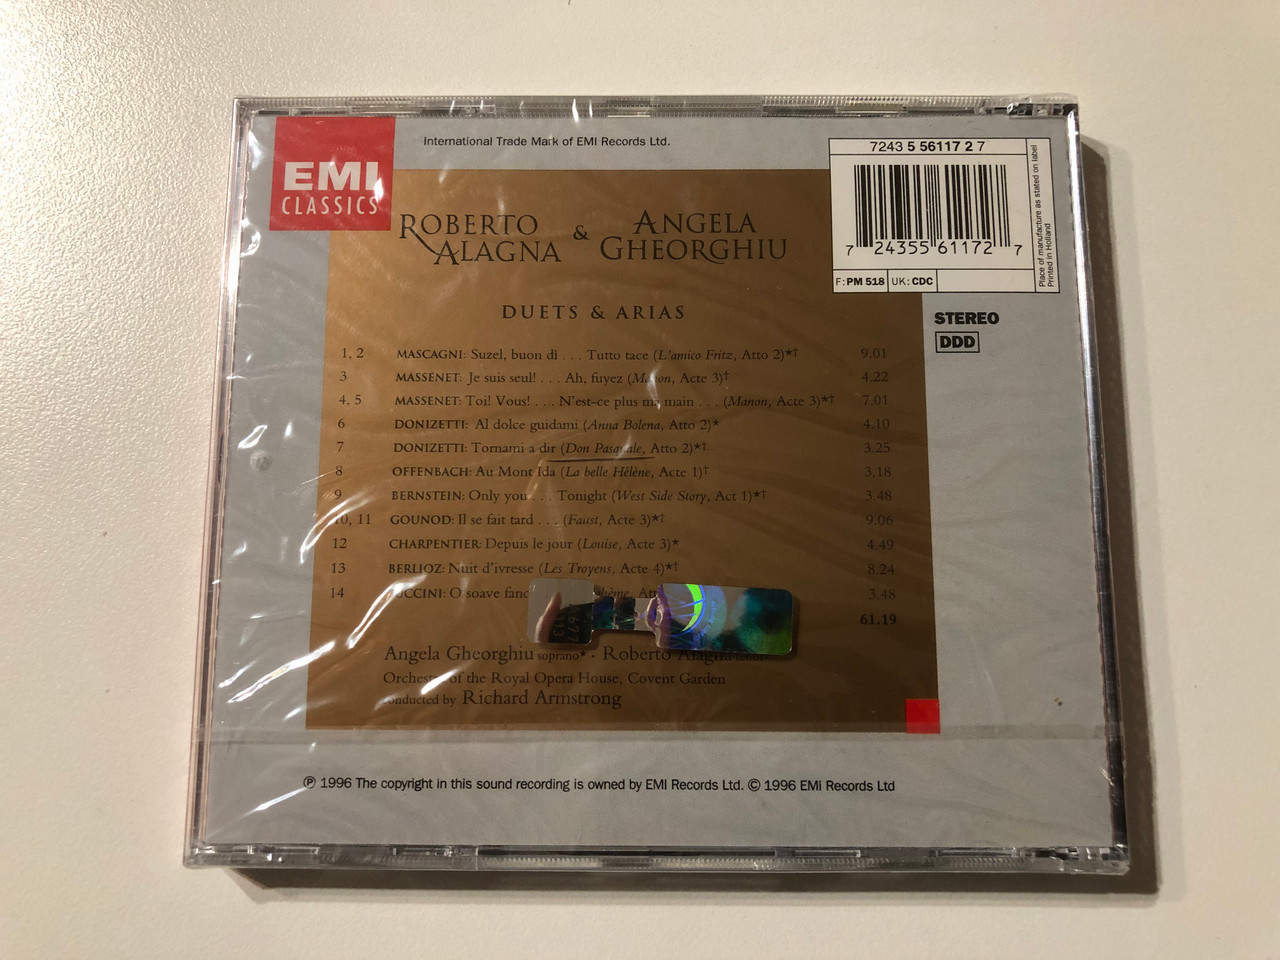 EMI
CLASSICS
International Trade Mark of EMI Records Ltd.
7243 5 56117 2 7
7 24355 61172 7
F: PM 518 UK: CDC
Place of manufacture as stated on label
Printed in Holland
ROBERTO ALAGNA & ANGELA GHEORGHIU
DUETS & ARIAS
STEREO
DDD
1, 2 MASCAGNI: Suzel, buon dì . . . Tutto tace (L'amico Fritz, Atto 2)*† 9.01
3 MASSENET: Je suis seul! . . . Ah, fuyez (Manon, Acte 3)† 4.22
4, 5 MASSENET: Toi! Vous! . . . N'est-ce plus ma main . . . (Manon, Acte 3)*† 7.01
6 DONIZETTI: Al dolce guidami (Anna Bolena, Atto 2)* 4.10
7 DONIZETTI: Tornami a dir (Don Pasquale, Atto 2)*† 3.25
8 OFFENBACH: Au Mont Ida (La belle Hélène, Acte 1)† 3.18
9 BERNSTEIN: Only you . . . Tonight (West Side Story, Act 1)*† 3.48
10, 11 GOUNOD: Il se fait tard . . . (Faust, Acte 3)*† 9.06
12 CHARPENTIER: Depuis le jour (Louise, Acte 3)* 4.49
13 BERLIOZ: Nuit d'ivresse (Les Troyens, Acte 4)*† 8.24
14 PUCCINI: O soave 3.48
61.19
Angela Gheorghiu soprano* · Roberto Alagna tenor
Orchestra of the Royal Opera House, Covent Garden
conducted by Richard Armstrong
℗ 1996 The copyright in this sound recording is owned by EMI Records Ltd. © 1996 EMI Records Ltd